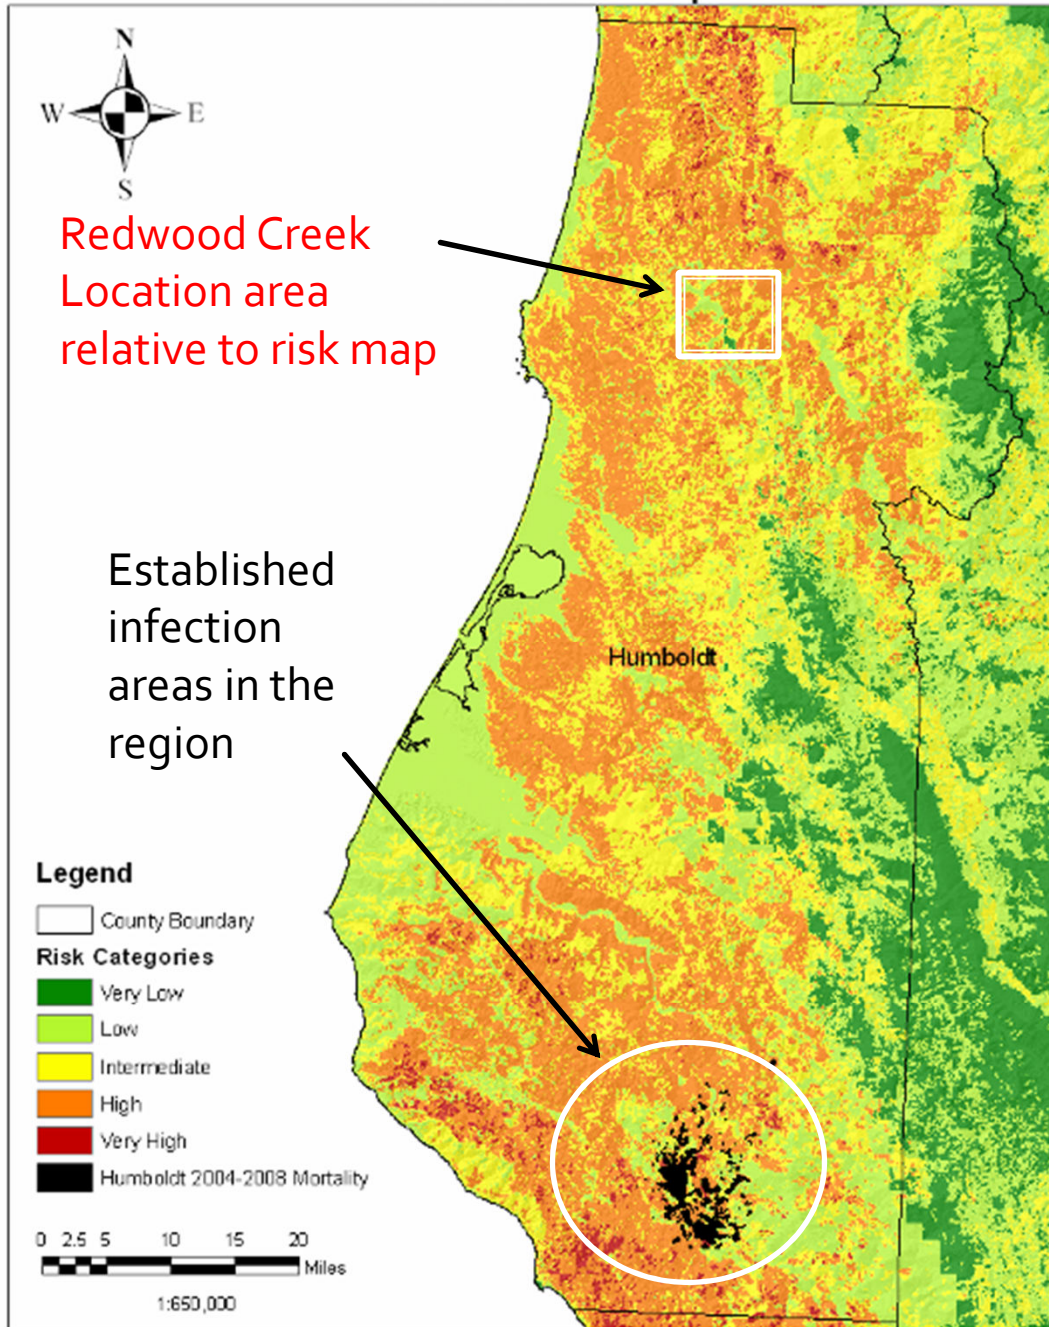 N
W E
S
Redwood Creek
Location area
relative to risk map
Established
infection
areas in the
region
Humboldt
Legend
County Boundary
Risk Categories
Very Low
Low
Intermediate
High
Very High
Humboldt 2004-2008 Mortality
0 2.5 5 10 15 20
Miles
1:650,000